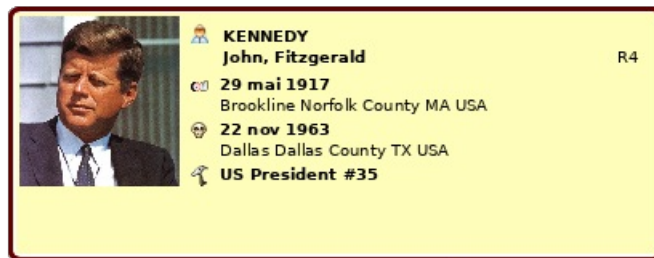 KENNEDY
John, Fitzgerald R4
29 mai 1917
Brookline Norfolk County MA USA
22 nov 1963
Dallas Dallas County TX USA
US President #35